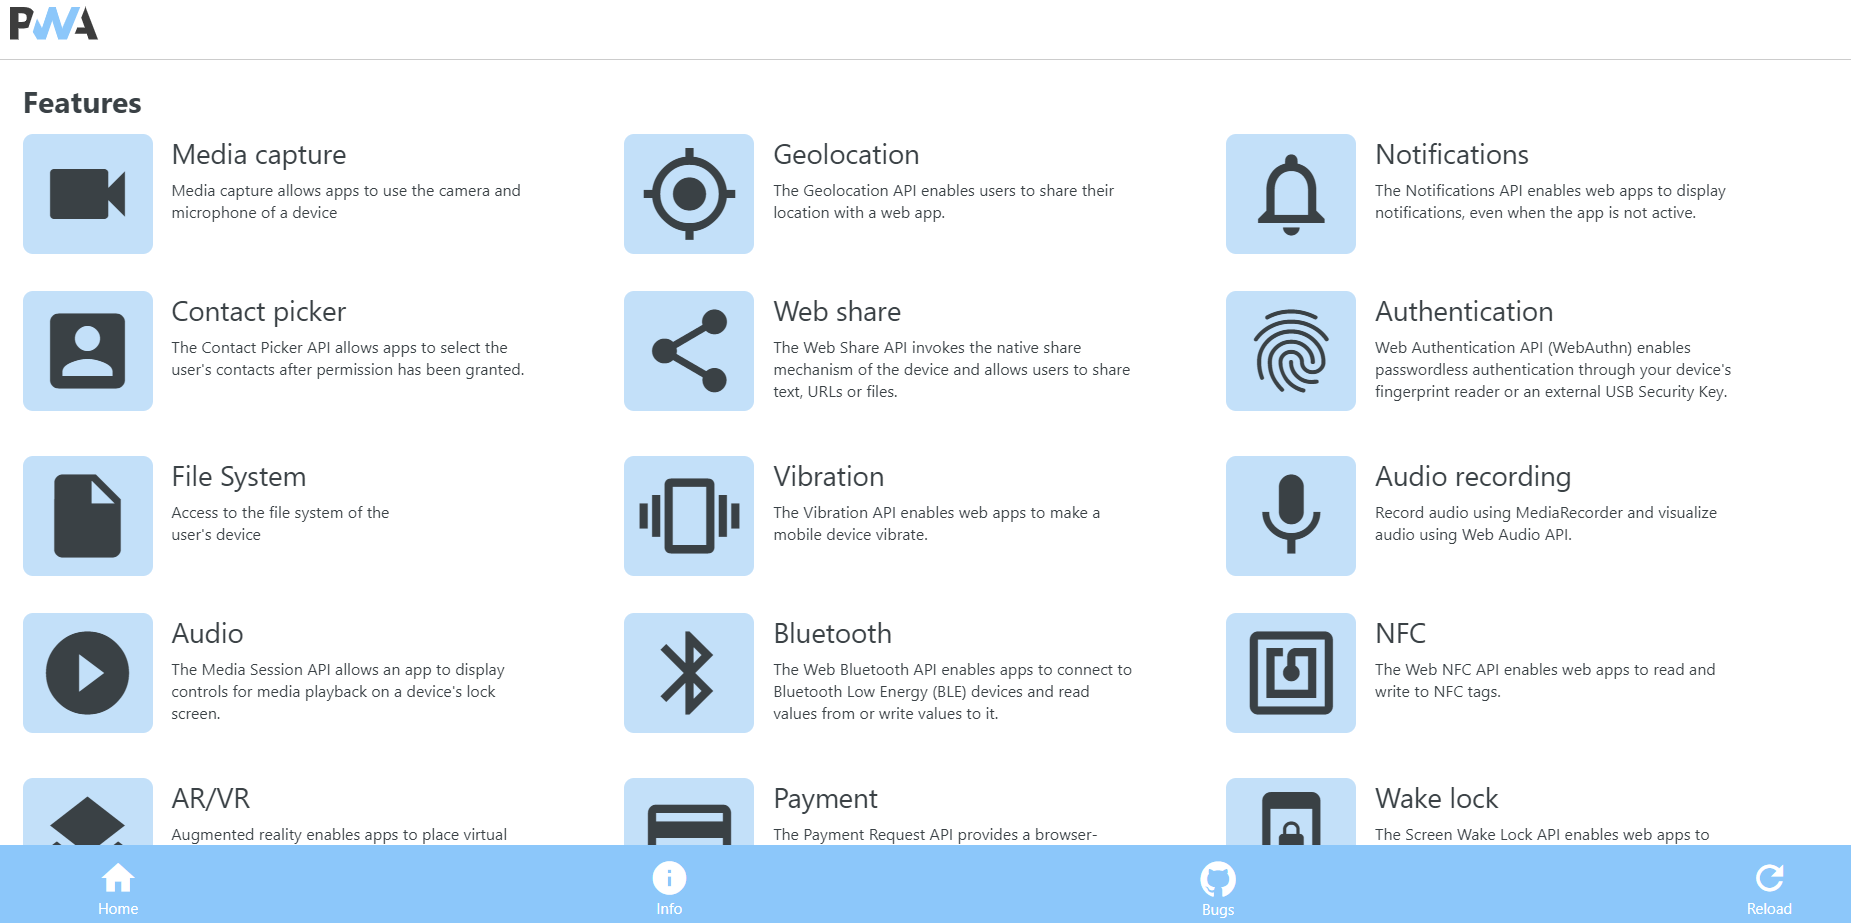 PWA
Features
Media capture
Media capture allows apps to use the camera and
microphone of a device
Geolocation
The Geolocation API enables users to share their
location with a web app.
Notifications
The Notifications API enables web apps to display
notifications, even when the app is not active.
Contact picker
The Contact Picker API allows apps to select the
user's contacts after permission has been granted.
Web share
The Web Share API invokes the native share
mechanism of the device and allows users to share
text, URLs or files.
Authentication
Web Authentication API (WebAuthn) enables
passwordless authentication through your device's
fingerprint reader or an external USB Security Key.
File System
Access to the file system of the
user's device
Vibration
The Vibration API enables web apps to make a
mobile device vibrate.
Audio recording
Record audio using MediaRecorder and visualize
audio using Web Audio API.
Audio
The Media Session API allows an app to display
controls for media playback on a device's lock
screen.
Bluetooth
The Web Bluetooth API enables apps to connect to
Bluetooth Low Energy (BLE) devices and read
values from or write values to it.
NFC
The Web NFC API enables web apps to read and
write to NFC tags.
AR/VR
Augmented reality enables apps to place virtual
Payment
The Payment Request API provides a browser-
Wake lock
The Screen Wake Lock API enables web apps to
Home
Info
Bugs
Reload